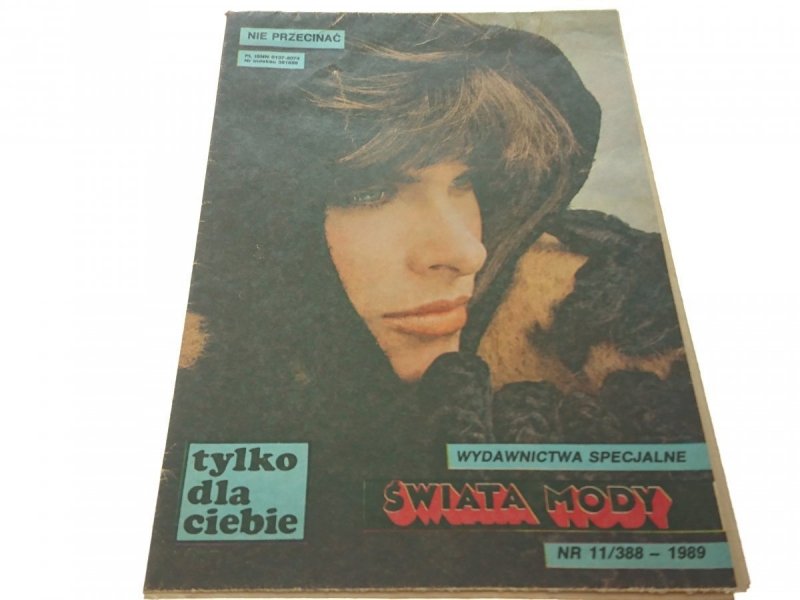 NIE PRZECINAĆ
tylko
dla
ciebie
WYDAWNICTWA SPECJALNE
ŚWIATA MODY
NR 11/388 – 1989